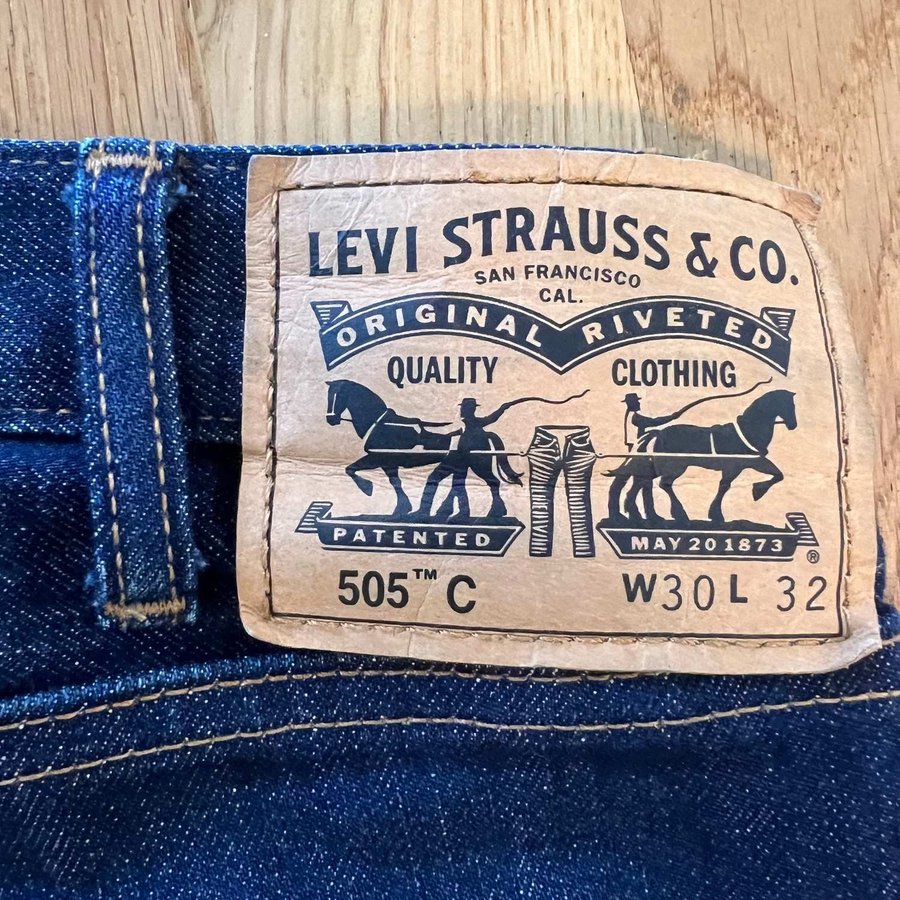 LEVI STRAUSS & CO.
SAN FRANCISCO
CAL.
ORIGINAL RIVETED
QUALITY CLOTHING
PATENTED MAY 20 1873 ®
505™ C W30 L 32